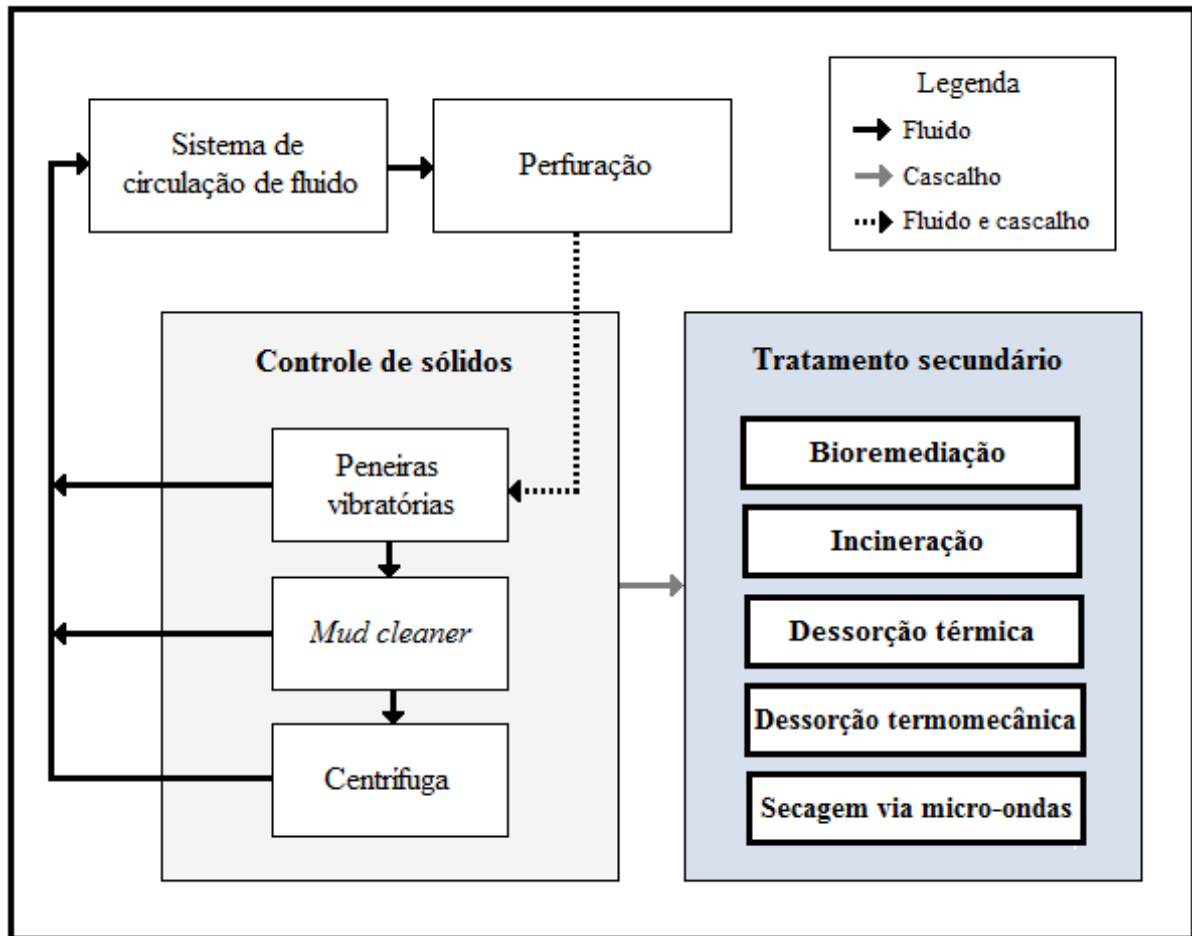 Legenda
Fluido
Cascalho
Fluido e cascalho
Sistema de
circulação de fluido
Perfuração
Controle de sólidos
Peneiras
vibratórias
Mud cleaner
Centrífuga
Tratamento secundário
Bioremediação
Incineração
Dessorção térmica
Dessorção termomecânica
Secagem via micro-ondas